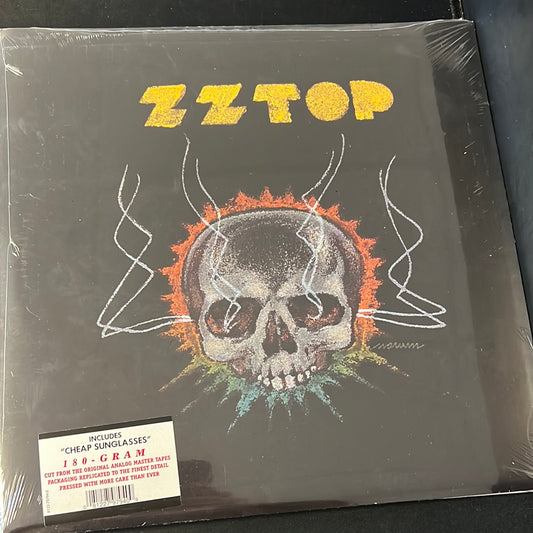 ZZTOP
norum
INCLUDES
"CHEAP SUNGLASSES"
180-GRAM
CUT FROM THE ORIGINAL ANALOG MASTER TAPES
PACKAGING REPLICATED TO THE FINEST DETAIL
PRESSED WITH MORE CARE THAN EVER